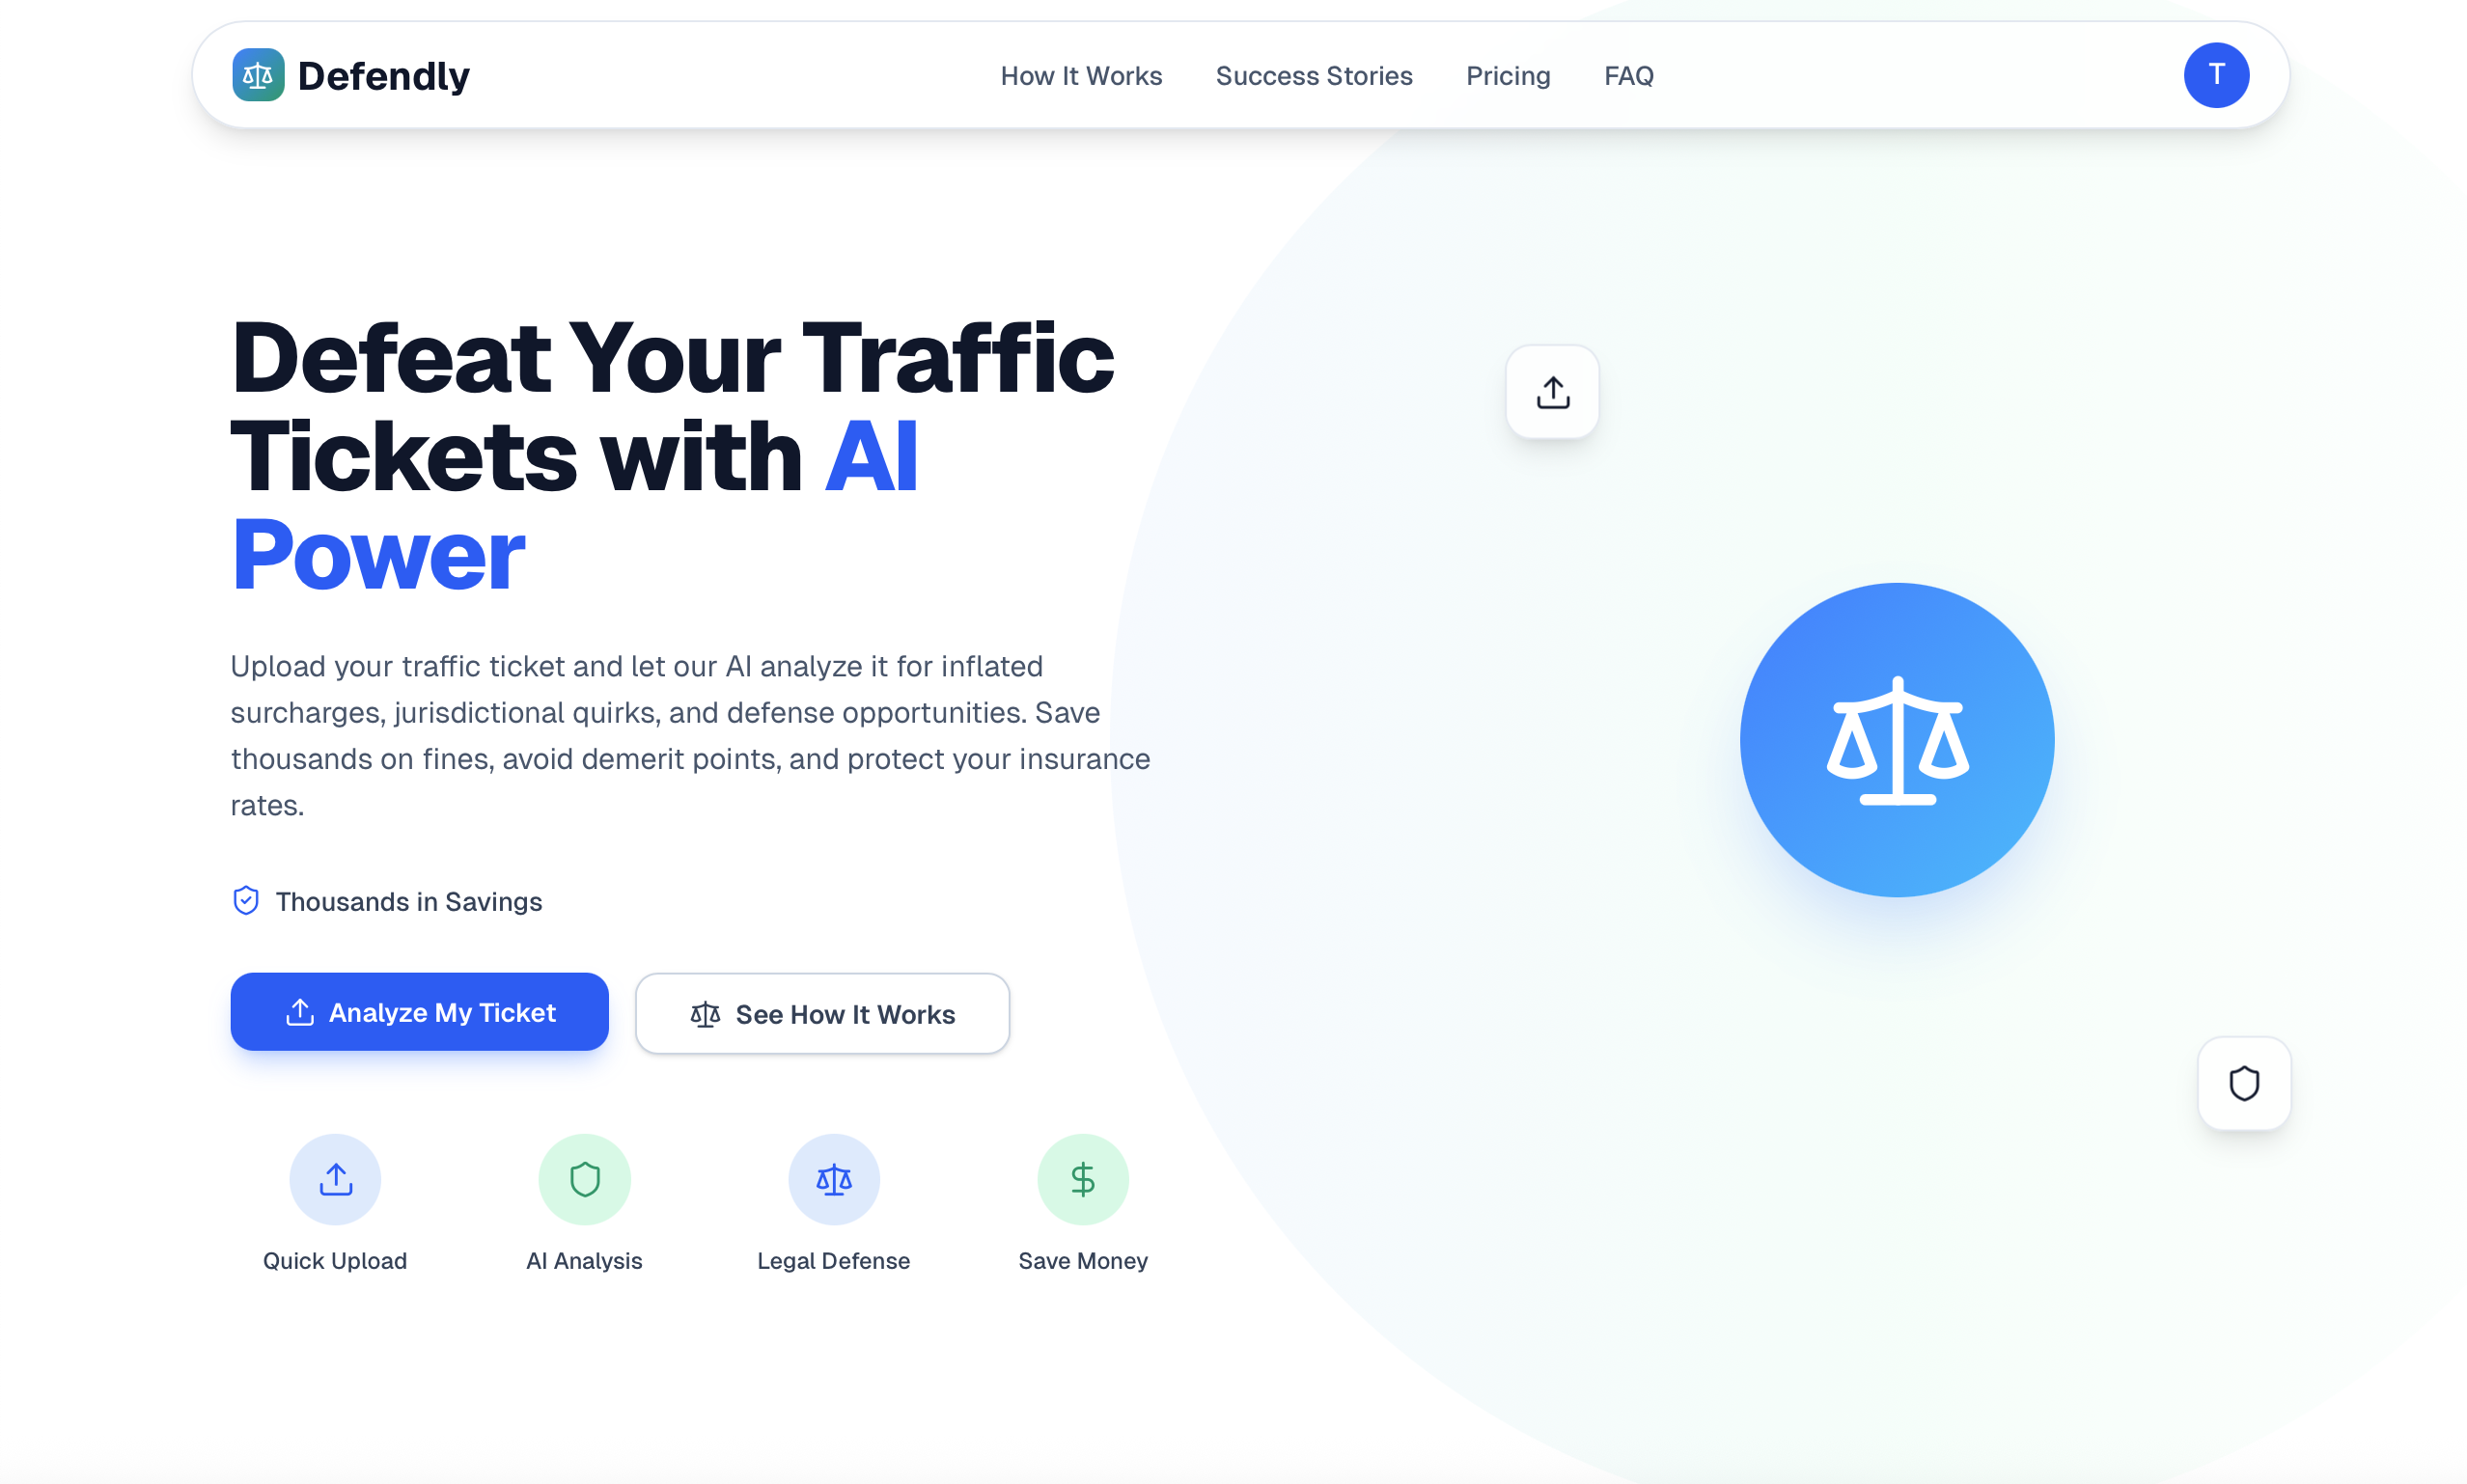 Defendly
How It Works
Success Stories
Pricing
FAQ
T
Defeat Your Traffic
Tickets with AI
Power
Upload your traffic ticket and let our AI analyze it for inflated
surcharges, jurisdictional quirks, and defense opportunities. Save
thousands on fines, avoid demerit points, and protect your insurance
rates.
Thousands in Savings
Analyze My Ticket
See How It Works
Quick Upload
AI Analysis
Legal Defense
Save Money